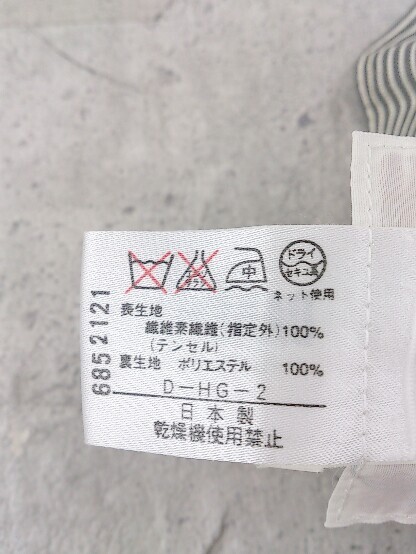 中
ドライ
セキユ系
ネット使用
表生地
繊維素繊維(指定外)100%
(テンセル)
裏生地 ポリエステル 100%
D-HG-2
日本製
乾燥機使用禁止
6852121